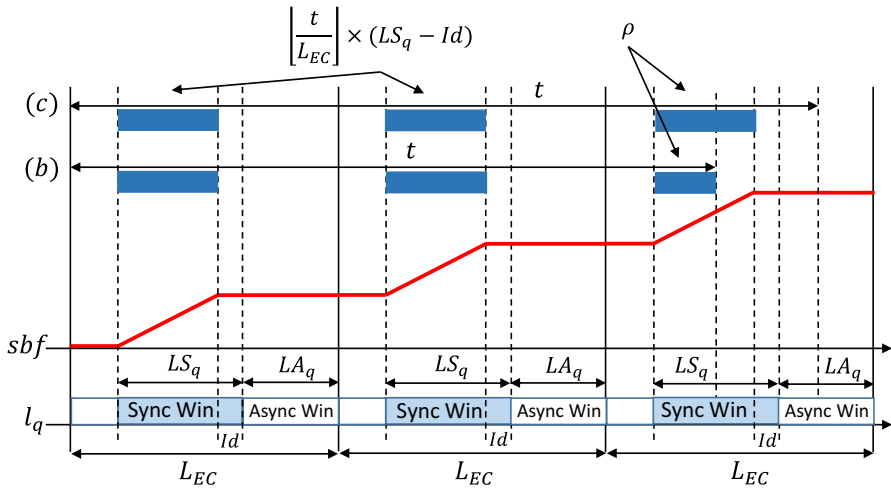 ⌊t/L_EC⌋ × (LS_q − Id)
ρ
(c) t
(b) t
sbf
LS_q LA_q LS_q LA_q LS_q LA_q
l_q Sync Win Async Win Sync Win Async Win Sync Win Async Win
Id Id Id
L_EC L_EC L_EC